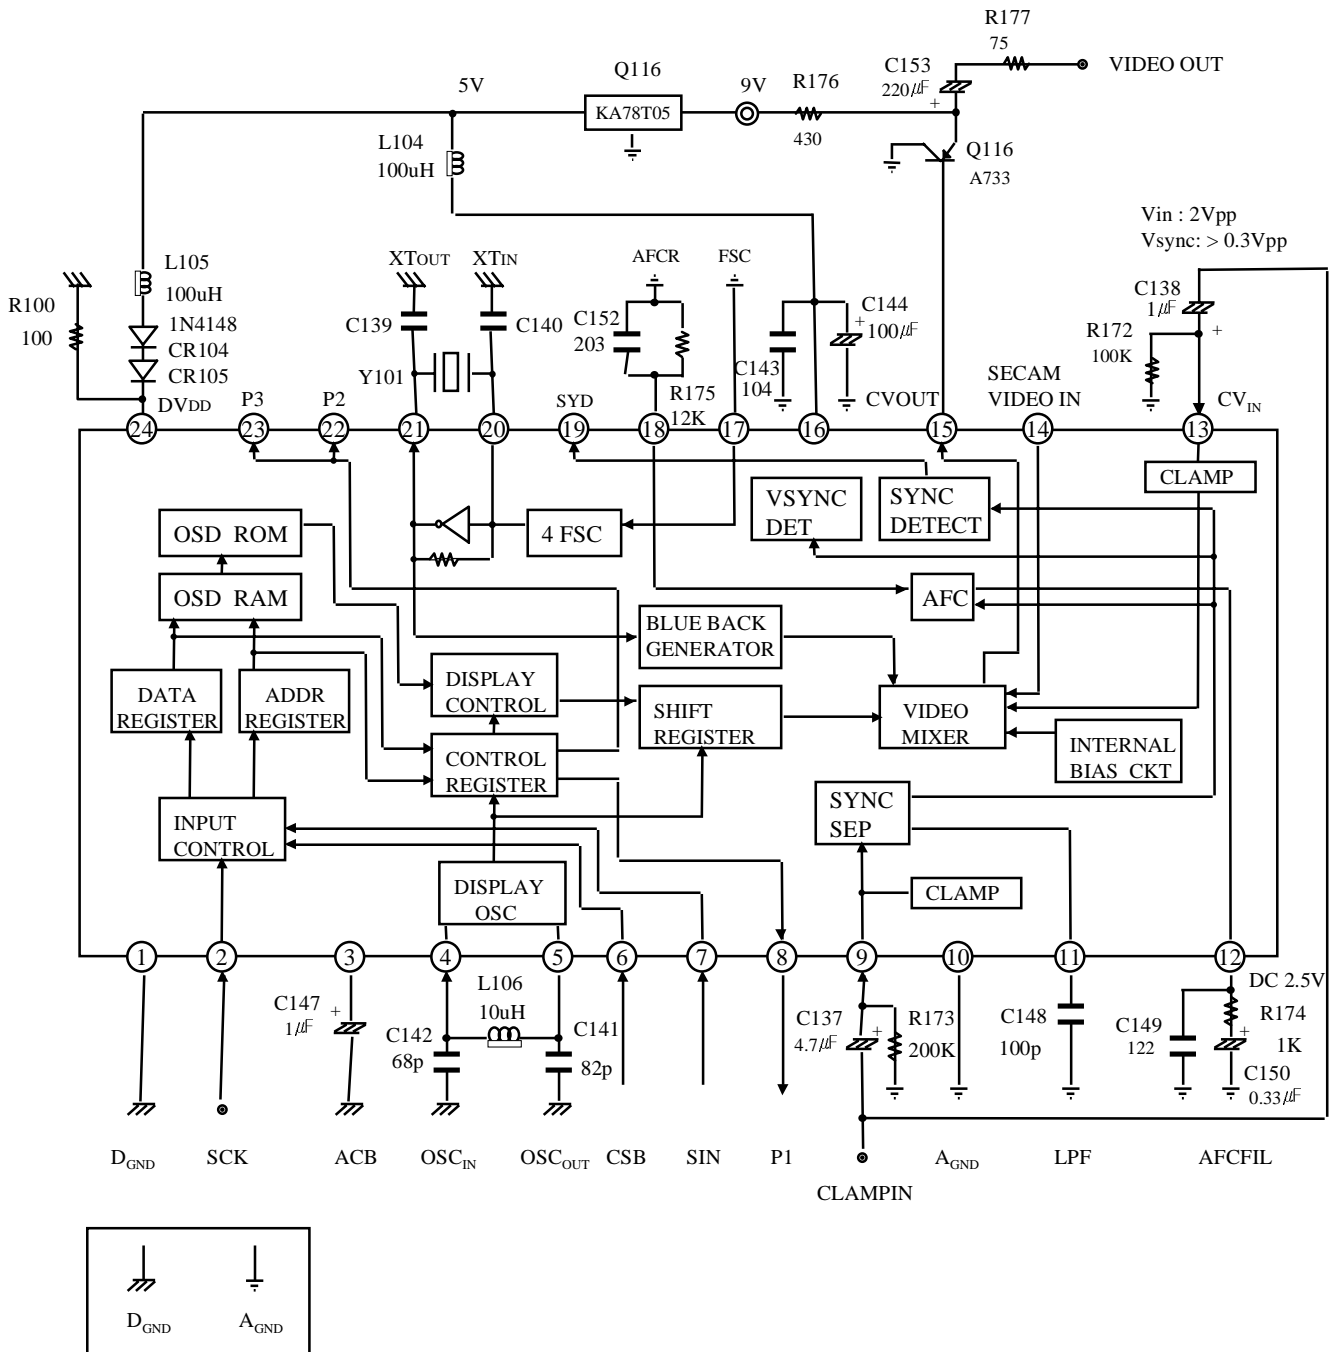 R177
75
VIDEO OUT
C153
220㎌
+
5V
Q116
KA78T05
9V
R176
430
L104
100uH
Q116
A733
Vin : 2Vpp
Vsync: > 0.3Vpp
L105
100uH
R100
100
1N4148
CR104
CR105
DVDD
XTOUT
XTIN
C139
C140
Y101
AFCR
FSC
C152
203
R175
12K
C143
104
C144
+
100㎌
C138
1㎌
+
R172
100K
SECAM
VIDEO IN
CVIN
P3
P2
SYD
CVOUT
24
23
22
21
20
19
18
17
16
15
14
13
CLAMP
OSD ROM
OSD RAM
4 FSC
VSYNC
DET
SYNC
DETECT
AFC
BLUE BACK
GENERATOR
DATA
REGISTER
ADDR
REGISTER
DISPLAY
CONTROL
SHIFT
REGISTER
VIDEO
MIXER
CONTROL
REGISTER
INTERNAL
BIAS CKT
INPUT
CONTROL
SYNC
SEP
DISPLAY
OSC
CLAMP
1
2
3
4
5
6
7
8
9
10
11
12
DC 2.5V
C147
1㎌
+
L106
10uH
C142
68p
C141
82p
C137
4.7㎌
+
R173
200K
C148
100p
C149
122
R174
1K
+
C150
0.33㎌
DGND
SCK
ACB
OSCIN
OSCOUT
CSB
SIN
P1
CLAMPIN
AGND
LPF
AFCFIL
DGND
AGND